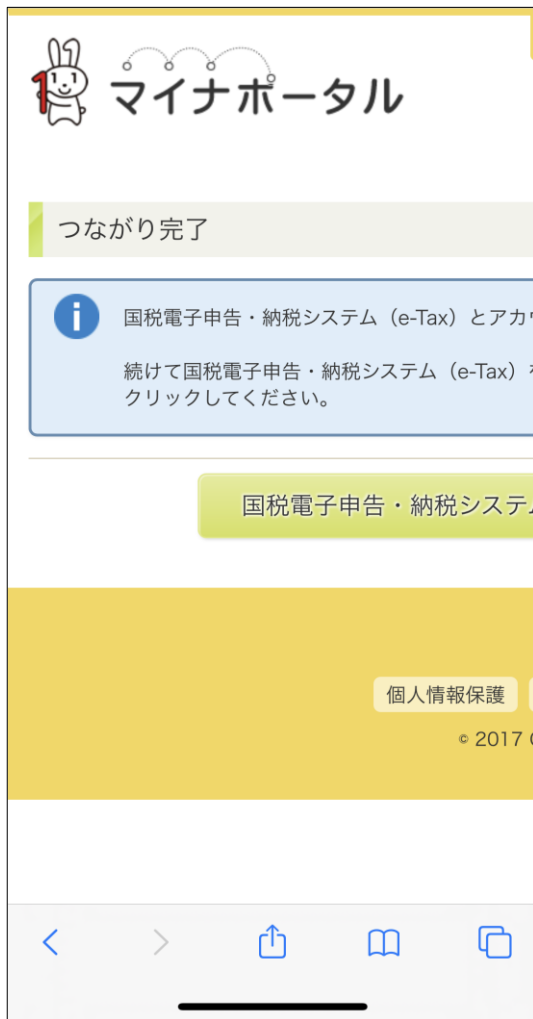 マイナポータル
つながり完了
国税電子申告・納税システム（e-Tax）とアカ
続けて国税電子申告・納税システム（e-Tax）
クリックしてください。
国税電子申告・納税システ
個人情報保護
© 2017